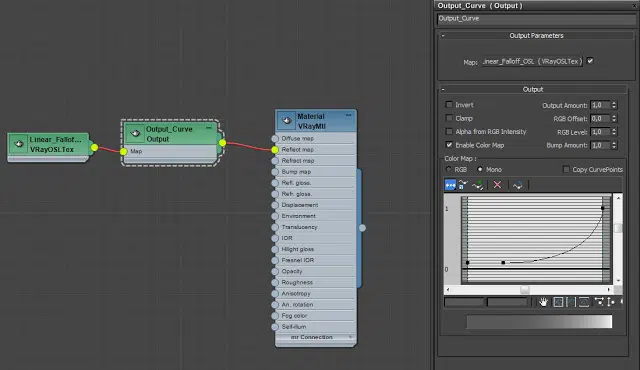 Linear_Fallof...
VRayOSLTex
Output_Curve
Output
Map
Material
VRayMtl
Diffuse map
Reflect map
Refract map
Bump map
Refl. gloss.
Refr. gloss.
Displacement
Environment
Translucency
IOR
Hilight gloss
Fresnel IOR
Opacity
Roughness
Anisotropy
An. rotation
Fog color
Self-illum
mr Connection
Output_Curve ( Output )
Output_Curve
Output Parameters
Map: .inear_Falloff_OSL ( VRayOSLTex )
Output
Invert Output Amount: 1,0
Clamp RGB Offset: 0,0
Alpha from RGB Intensity RGB Level: 1,0
Enable Color Map Bump Amount: 1,0
Color Map :
RGB Mono Copy CurvePoints
1
0